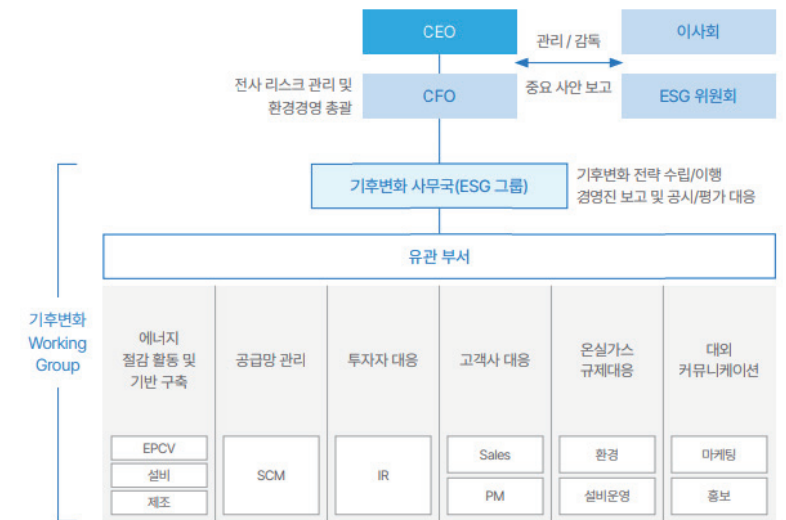 CEO
관리 / 감독
이사회
전사 리스크 관리 및
환경경영 총괄
CFO
중요 사안 보고
ESG 위원회
기후변화 사무국(ESG 그룹)
기후변화 전략 수립/이행
경영진 보고 및 공시/평가 대응
유관 부서
기후변화
Working
Group
에너지
절감 활동 및
기반 구축
공급망 관리
투자자 대응
고객사 대응
온실가스
규제대응
대외
커뮤니케이션
EPCV
설비
제조
SCM
IR
Sales
PM
환경
설비운영
마케팅
홍보